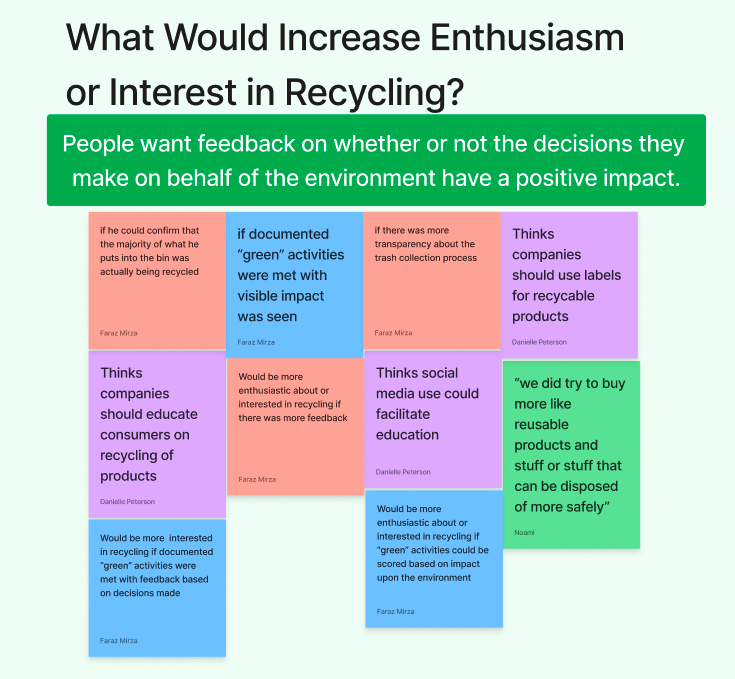 What Would Increase Enthusiasm
or Interest in Recycling?
People want feedback on whether or not the decisions they
make on behalf of the environment have a positive impact.
if he could confirm that
the majority of what he
puts into the bin was
actually being recycled
Faraz Mirza
if documented
“green” activities
were met with
visible impact
was seen
Faraz Mirza
if there was more
transparency about the
trash collection process
Faraz Mirza
Thinks
companies
should use labels
for recycable
products
Danielle Peterson
Thinks
companies
should educate
consumers on
recycling of
products
Danielle Peterson
Would be more
enthusiastic about or
interested in recycling if
there was more feedback
Faraz Mirza
Thinks social
media use could
facilitate
education
Danielle Peterson
“we did try to buy
more like
reusable
products and
stuff or stuff that
can be disposed
of more safely”
Noami
Would be more  interested
in recycling if documented
“green” activities were
met with feedback based
on decisions made
Faraz Mirza
Would be more
enthusiastic about or
interested in recycling if
“green” activities could be
scored based on impact
upon the environment
Faraz Mirza